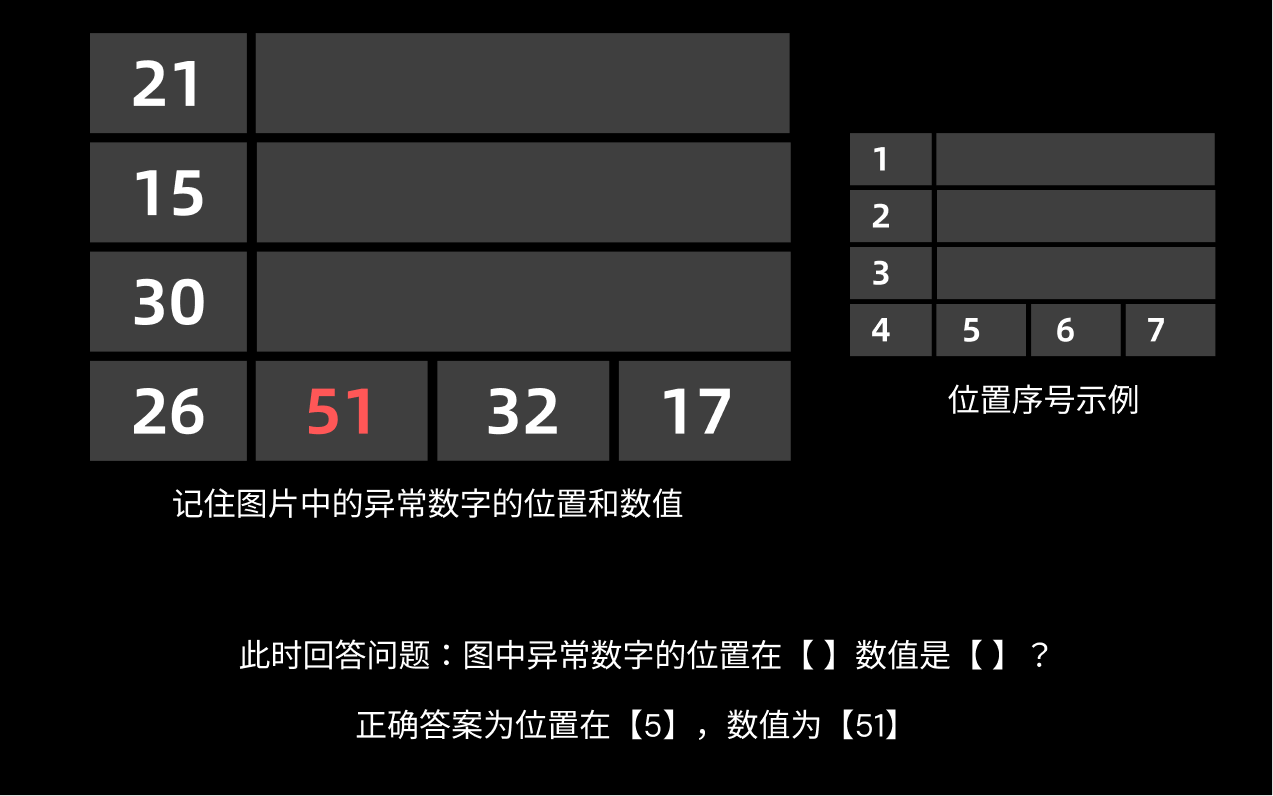 21
15
30
26 51 32 17
记住图片中的异常数字的位置和数值
1
2
3
4 5 6 7
位置序号示例
此时回答问题：图中异常数字的位置在【 】数值是【 】？
正确答案为位置在【5】，数值为【51】